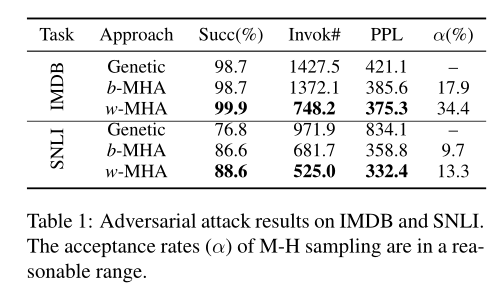 Task Approach Succ(%) Invok# PPL α(%)
IMDB
Genetic 98.7 1427.5 421.1 –
b-MHA 98.7 1372.1 385.6 17.9
w-MHA 99.9 748.2 375.3 34.4
SNLI
Genetic 76.8 971.9 834.1 –
b-MHA 86.6 681.7 358.8 9.7
w-MHA 88.6 525.0 332.4 13.3
Table 1: Adversarial attack results on IMDB and SNLI.
The acceptance rates (α) of M-H sampling are in a rea-
sonable range.